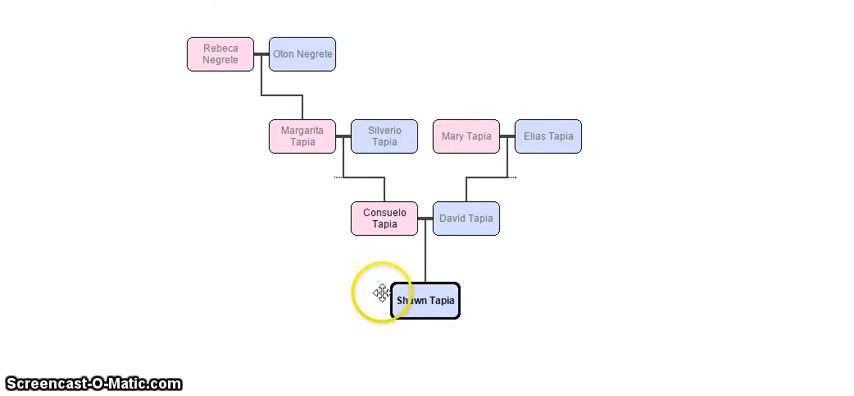 Rebeca
Negrete
Oton Negrete
Margarita
Tapia
Silverio
Tapia
Mary Tapia
Elias Tapia
Consuelo
Tapia
David Tapia
Shawn Tapia
Screencast-O-Matic.com